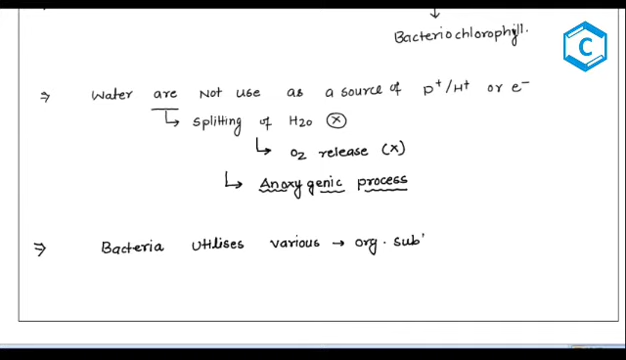 ↓
Bacteriochlorophyll.
C
⇒ Water are Not use as a source of P⁺/H⁺ or e⁻
↳ splitting of H2O ⓧ
↳ O2 release (x)
↳ Anoxygenic process
⇒ Bacteria Utilises various → org. sub'